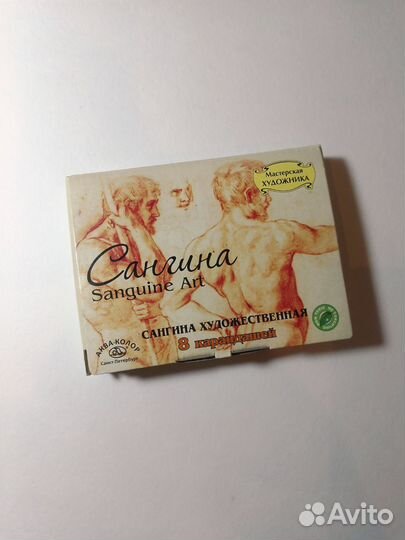 Мастерская
ХУДОЖНИКА
Сангина
Sanguine Art
САНГИНА ХУДОЖЕСТВЕННАЯ
8 карандашей
АКВА-КОЛОР
Санкт-Петербург
Avito